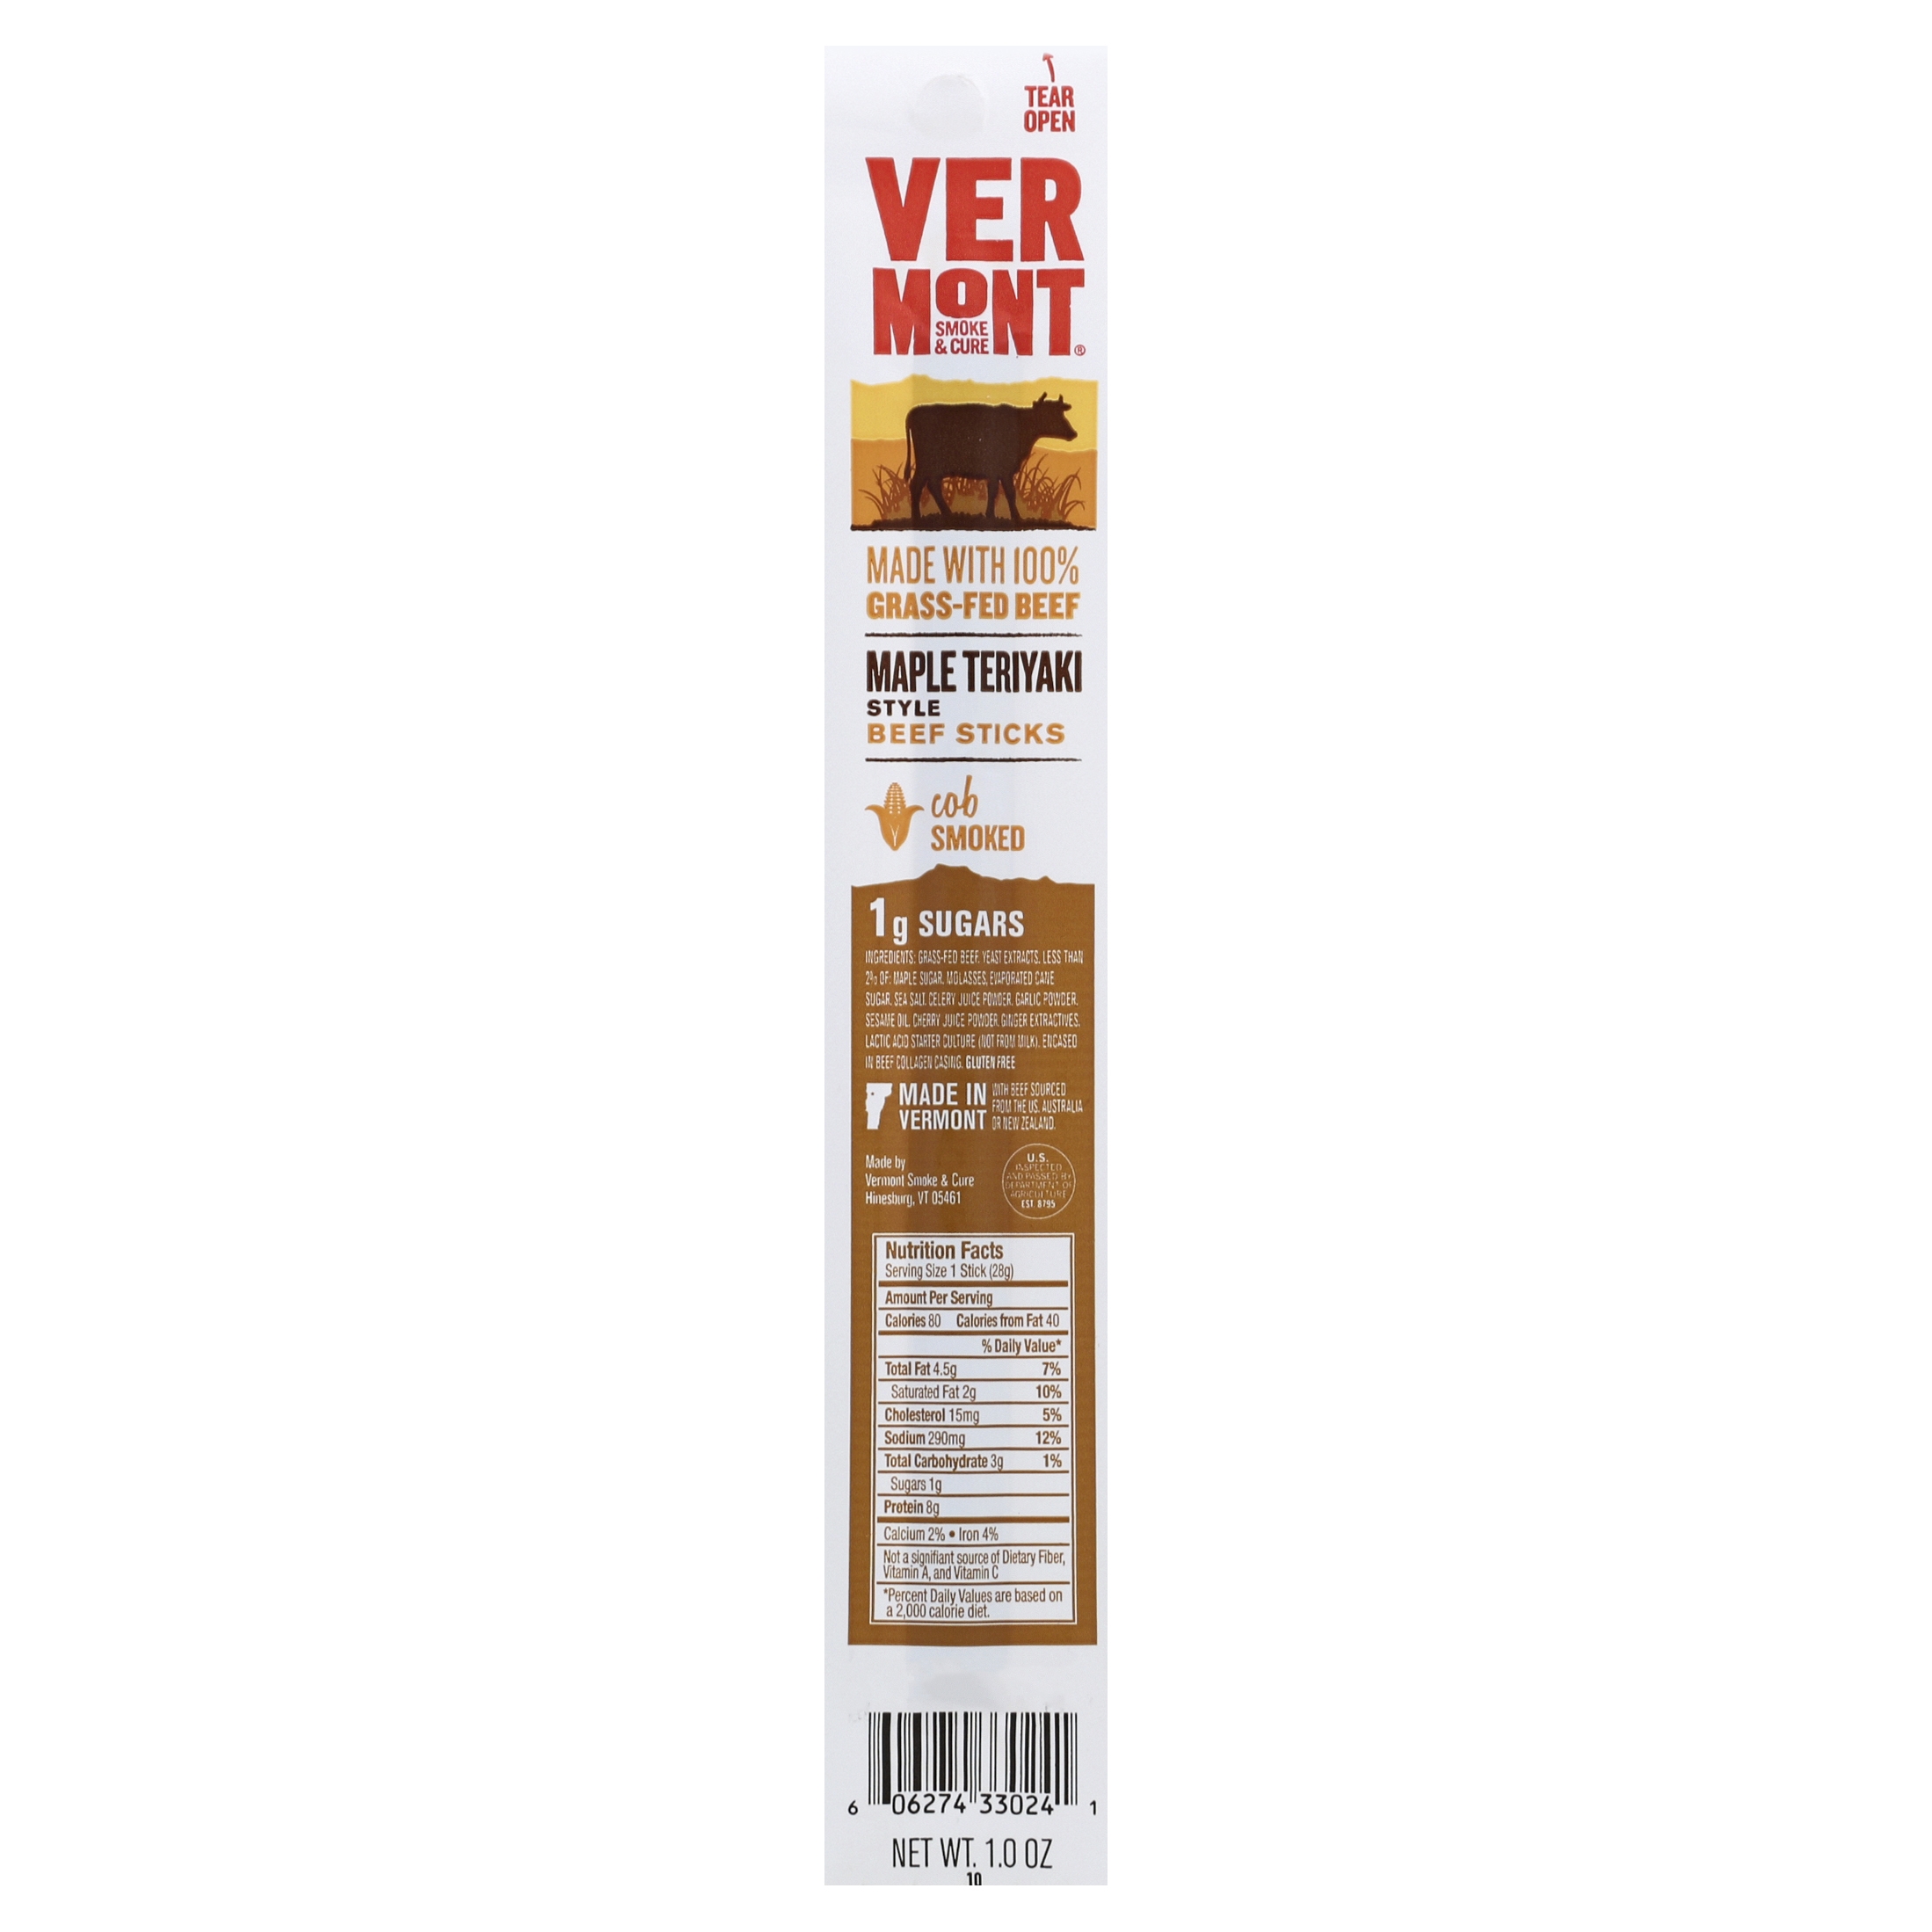 TEAR
OPEN
VER
MONT®
SMOKE
& CURE
MADE WITH 100%
GRASS-FED BEEF
MAPLE TERIYAKI
STYLE
BEEF STICKS
cob
SMOKED
1g SUGARS
INGREDIENTS: GRASS-FED BEEF, YEAST EXTRACTS. LESS THAN
2% OF: MAPLE SUGAR, MOLASSES, EVAPORATED CANE
SUGAR, SEA SALT, CELERY JUICE POWDER, GARLIC POWDER,
SESAME OIL, CHERRY JUICE POWDER, GINGER EXTRACTIVES,
LACTIC ACID STARTER CULTURE (NOT FROM MILK). ENCASED
IN BEEF COLLAGEN CASING. GLUTEN FREE
MADE IN
VERMONT
WITH BEEF SOURCED
FROM THE US, AUSTRALIA
OR NEW ZEALAND.
Made by
Vermont Smoke & Cure
Hinesburg, VT 05461
U.S.
INSPECTED
AND PASSED BY
DEPARTMENT OF
AGRICULTURE
EST. 8795
Nutrition Facts
Serving Size 1 Stick (28g)
Amount Per Serving
Calories 80 Calories from Fat 40
% Daily Value*
Total Fat 4.5g 7%
Saturated Fat 2g 10%
Cholesterol 15mg 5%
Sodium 290mg 12%
Total Carbohydrate 3g 1%
Sugars 1g
Protein 8g
Calcium 2% • Iron 4%
Not a signifiant source of Dietary Fiber,
Vitamin A, and Vitamin C
*Percent Daily Values are based on
a 2,000 calorie diet.
6 06274 33024 1
NET WT. 1.0 OZ
10